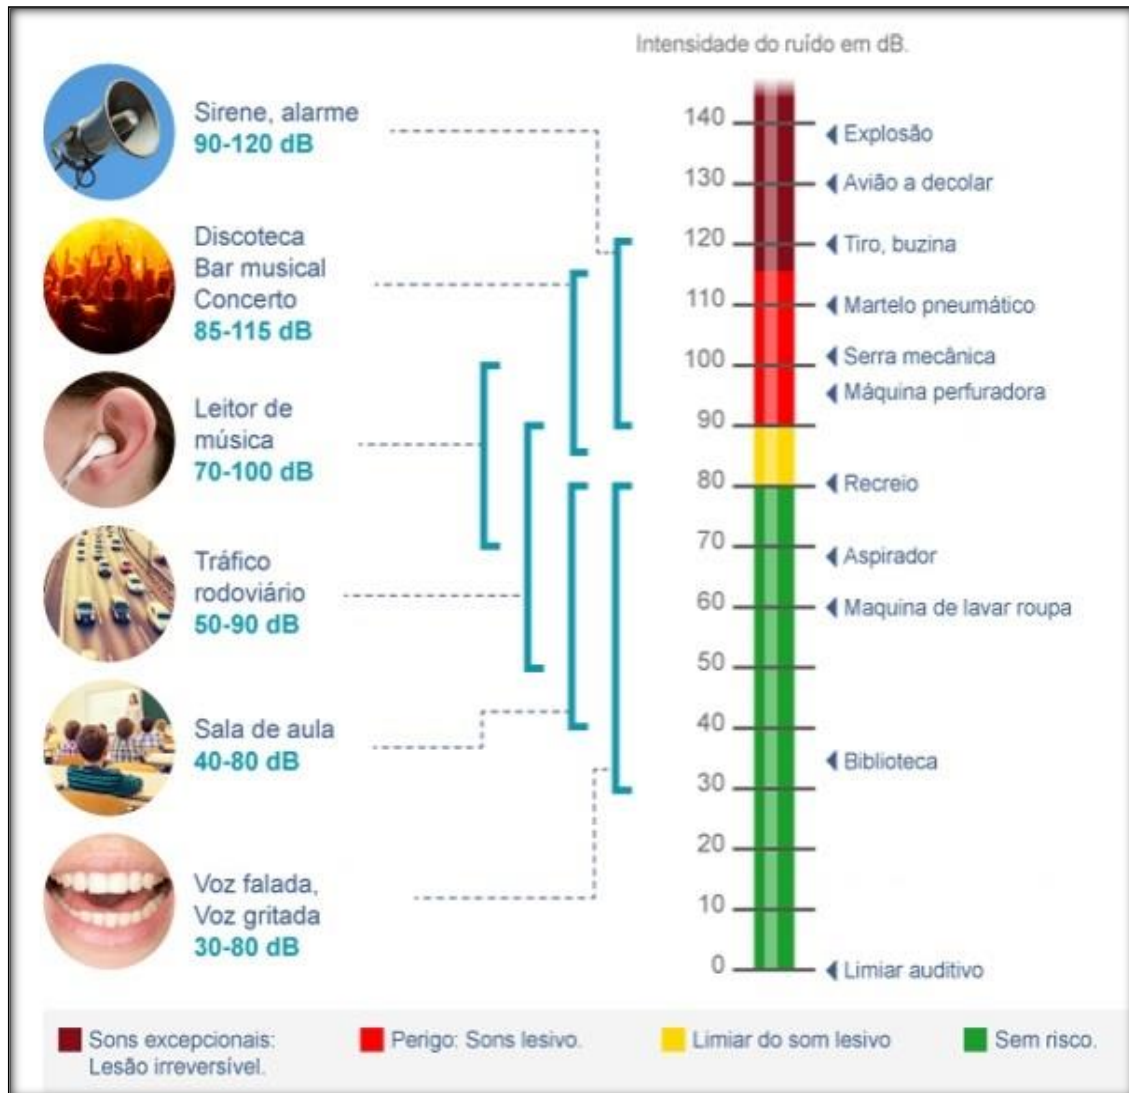 Intensidade do ruído em dB.
Sirene, alarme
90-120 dB
Discoteca
Bar musical
Concerto
85-115 dB
Leitor de
música
70-100 dB
Tráfico
rodoviário
50-90 dB
Sala de aula
40-80 dB
Voz falada,
Voz gritada
30-80 dB
140
130
120
110
100
90
80
70
60
50
40
30
20
10
0
Explosão
Avião a decolar
Tiro, buzina
Martelo pneumático
Serra mecânica
Máquina perfuradora
Recreio
Aspirador
Maquina de lavar roupa
Biblioteca
Limiar auditivo
Sons excepcionais:
Lesão irreversível.
Perigo: Sons lesivo.
Limiar do som lesivo
Sem risco.